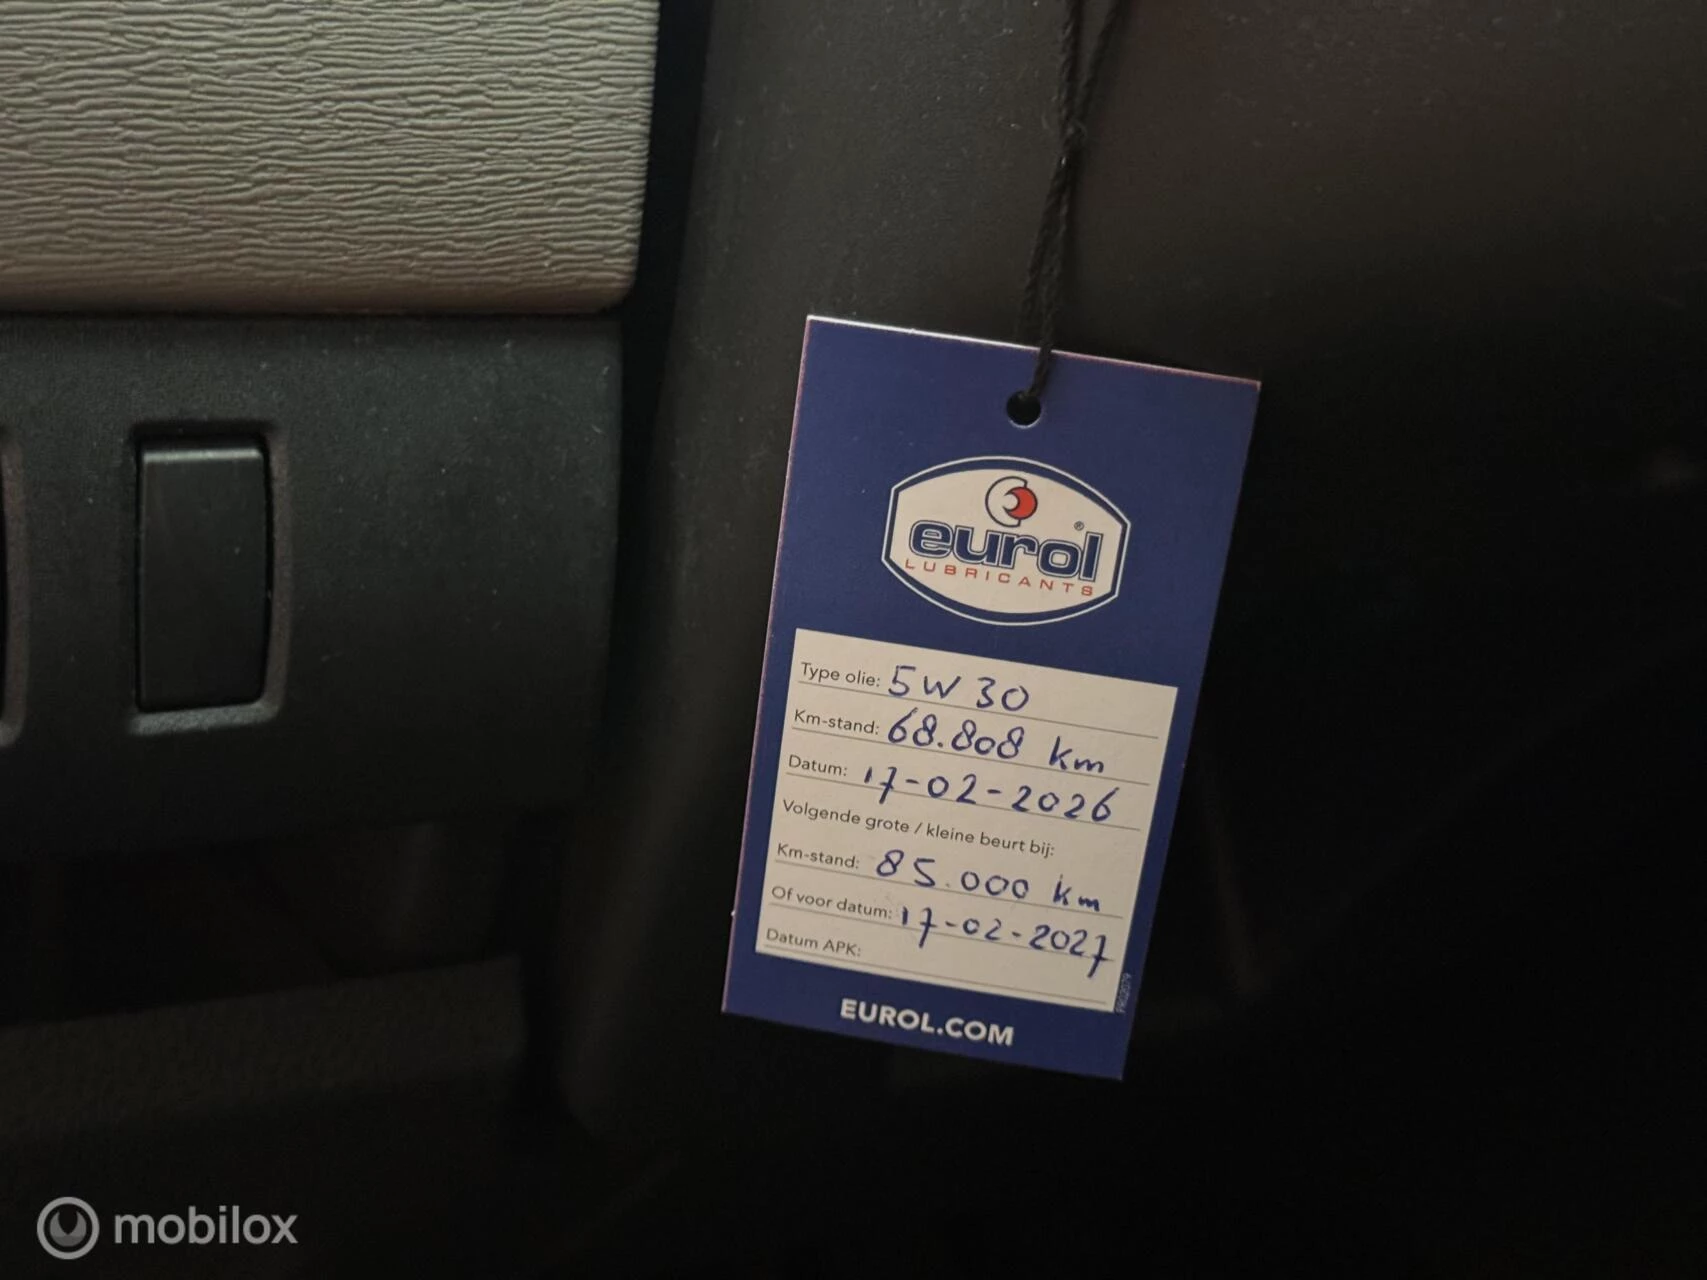 eurol®
LUBRICANTS
Type olie: 5W30
Km-stand: 68.808 km
Datum: 17-02-2026
Volgende grote / kleine beurt bij:
Km-stand: 85.000 km
Of voor datum: 17-02-2027
Datum APK:
EUROL.COM
mobilox